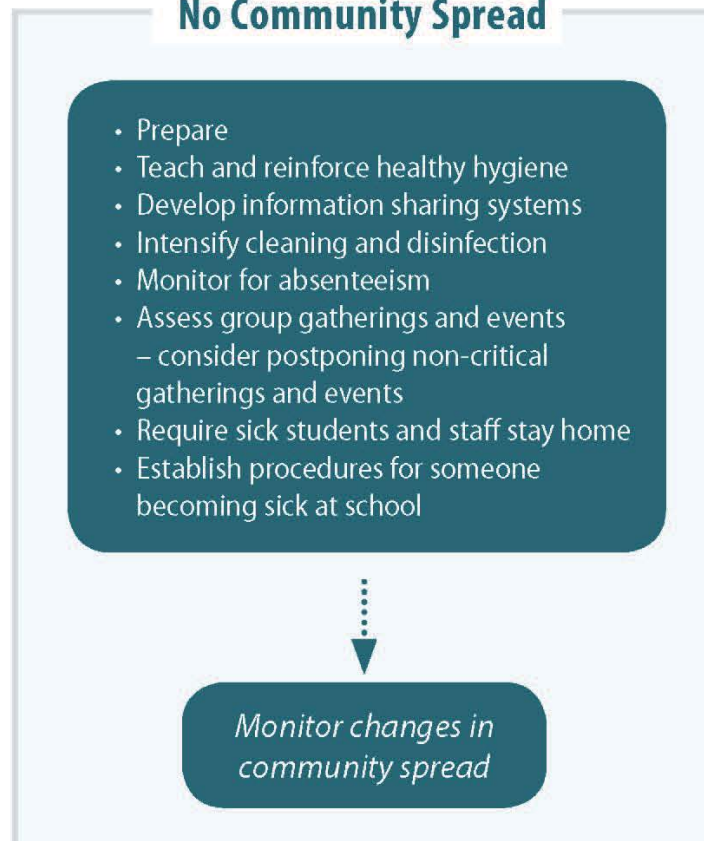 No Community Spread
• Prepare
• Teach and reinforce healthy hygiene
• Develop information sharing systems
• Intensify cleaning and disinfection
• Monitor for absenteeism
• Assess group gatherings and events
– consider postponing non-critical
gatherings and events
• Require sick students and staff stay home
• Establish procedures for someone
becoming sick at school
Monitor changes in
community spread